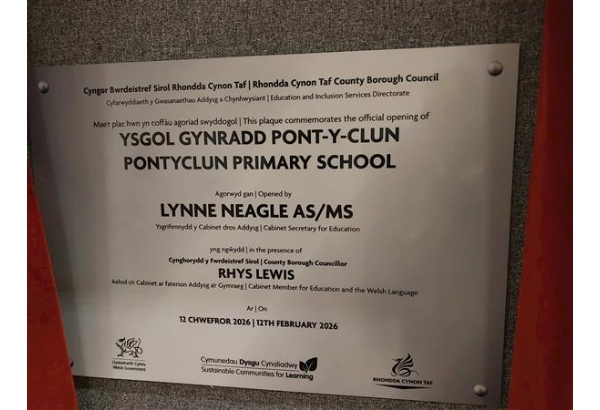 Cyngor Bwrdeistref Sirol Rhondda Cynon Taf | Rhondda Cynon Taf County Borough Council
Cyfarwyddiaeth y Gwasanaethau Addysg a Chynhwysiant | Education and Inclusion Services Directorate
Mae'r plac hwn yn coffáu agoriad swyddogol | This plaque commemorates the official opening of
YSGOL GYNRADD PONT-Y-CLUN
PONTYCLUN PRIMARY SCHOOL
Agorwyd gan | Opened by
LYNNE NEAGLE AS/MS
Ysgrifennydd y Cabinet dros Addysg | Cabinet Secretary for Education
yng ngŵydd | in the presence of
Cynghorydd y Fwrdeistref Sirol | County Borough Councillor
RHYS LEWIS
Aelod o'r Cabinet ar faterion Addysg a'r Gymraeg | Cabinet Member for Education and the Welsh Language
Ar | On
12 CHWEFROR 2026 | 12TH FEBRUARY 2026
Llywodraeth Cymru
Welsh Government
Cymunedau Dysgu Cynaliadwy
Sustainable Communities for Learning
RHONDDA CYNON TAF